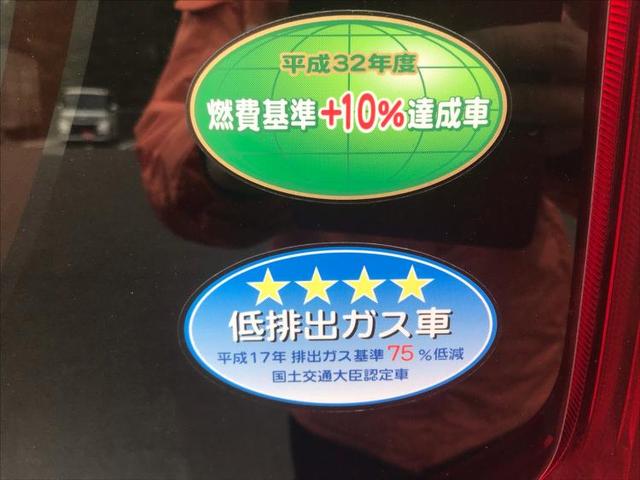 平成32年度
燃費基準+10%達成車
低排出ガス車
平成17年 排出ガス基準 75 %低減
国土交通大臣認定車